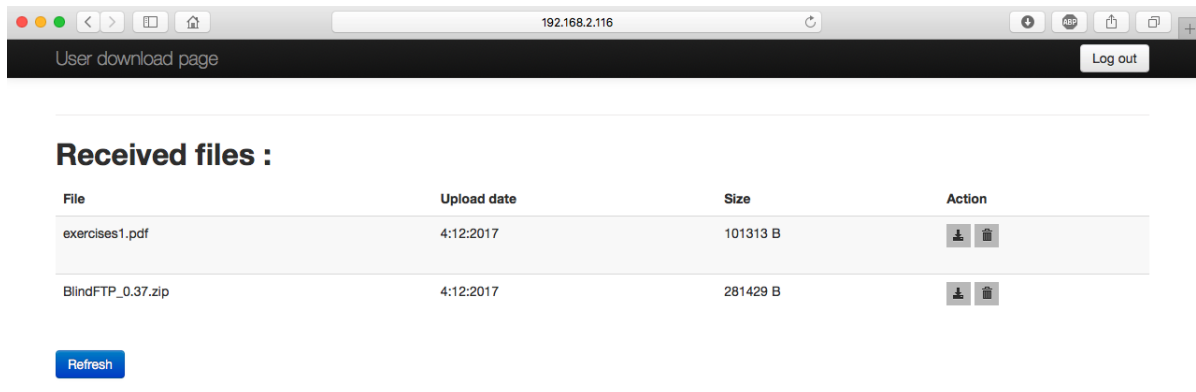 192.168.2.116
ABP
User download page
Log out
Received files :
File Upload date Size Action
exercises1.pdf 4:12:2017 101313 B
BlindFTP_0.37.zip 4:12:2017 281429 B
Refresh